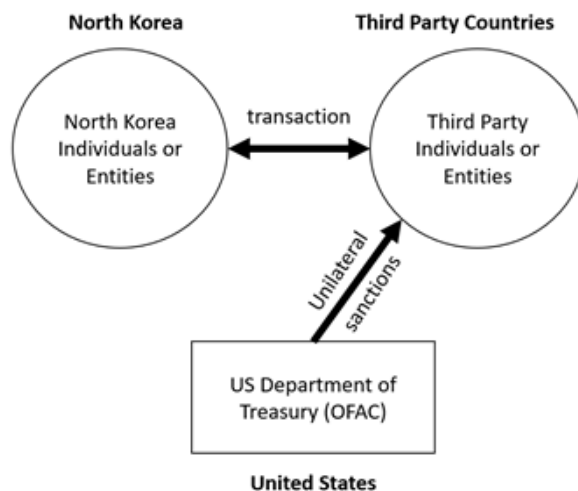 North Korea
Third Party Countries
North Korea
Individuals or
Entities
transaction
Third Party
Individuals or
Entities
Unilateral
sanctions
US Department of
Treasury (OFAC)
United States